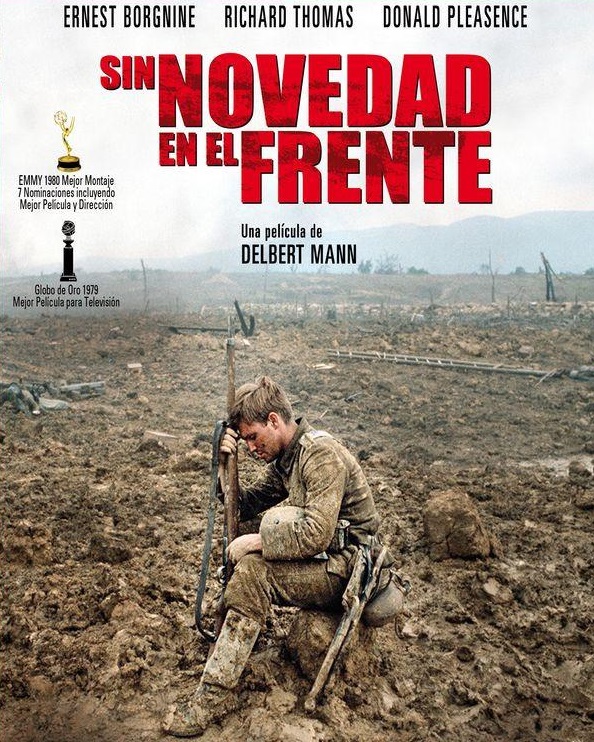 ERNEST BORGNINE RICHARD THOMAS DONALD PLEASENCE
SIN NOVEDAD
EN EL FRENTE
EMMY 1980 Mejor Montaje
7 Nominaciones incluyendo
Mejor Película y Dirección
Una película de
DELBERT MANN
Globo de Oro 1979
Mejor Película para Televisión